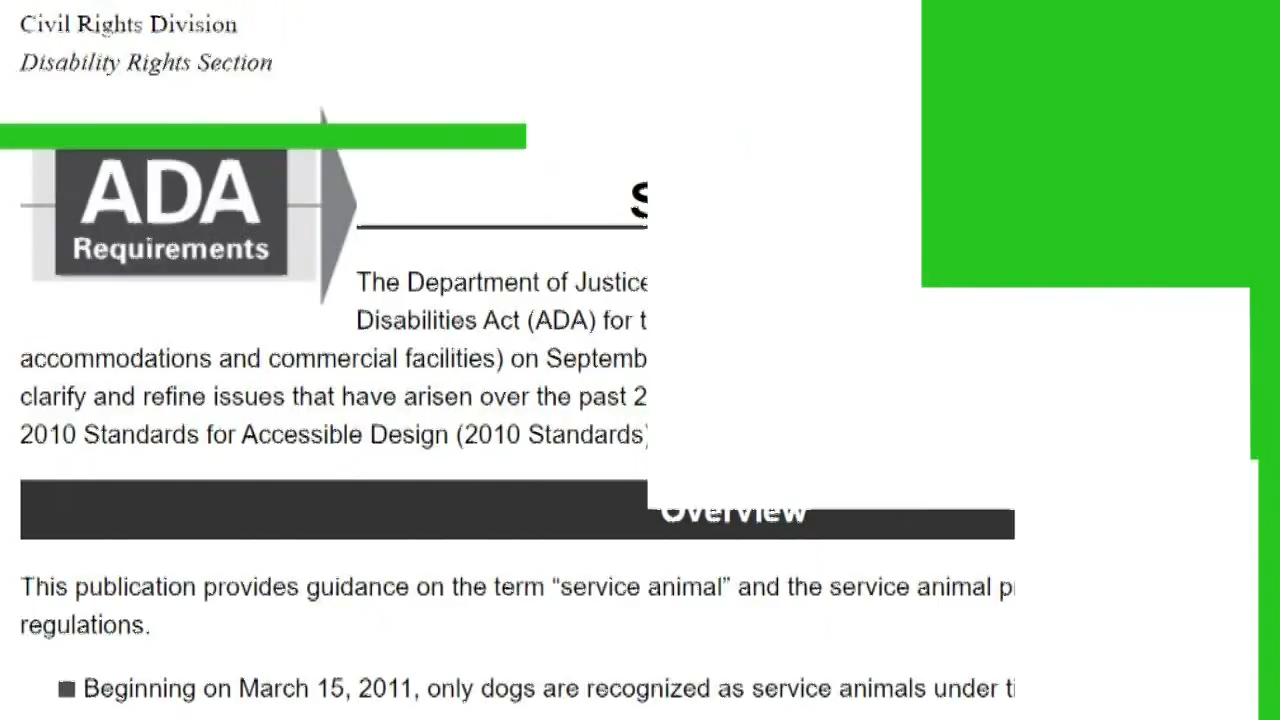 Civil Rights Division
Disability Rights Section
ADA
Requirements
The Department of Justice
Disabilities Act (ADA) for
accommodations and commercial facilities) on
clarify and refine issues that have arisen over the past
2010 Standards for Accessible Design (2010 Standards)
Overview
This publication provides guidance on the term “service animal” and the service animal
regulations.
■ Beginning on March 15, 2011, only dogs are recognized as service animals under